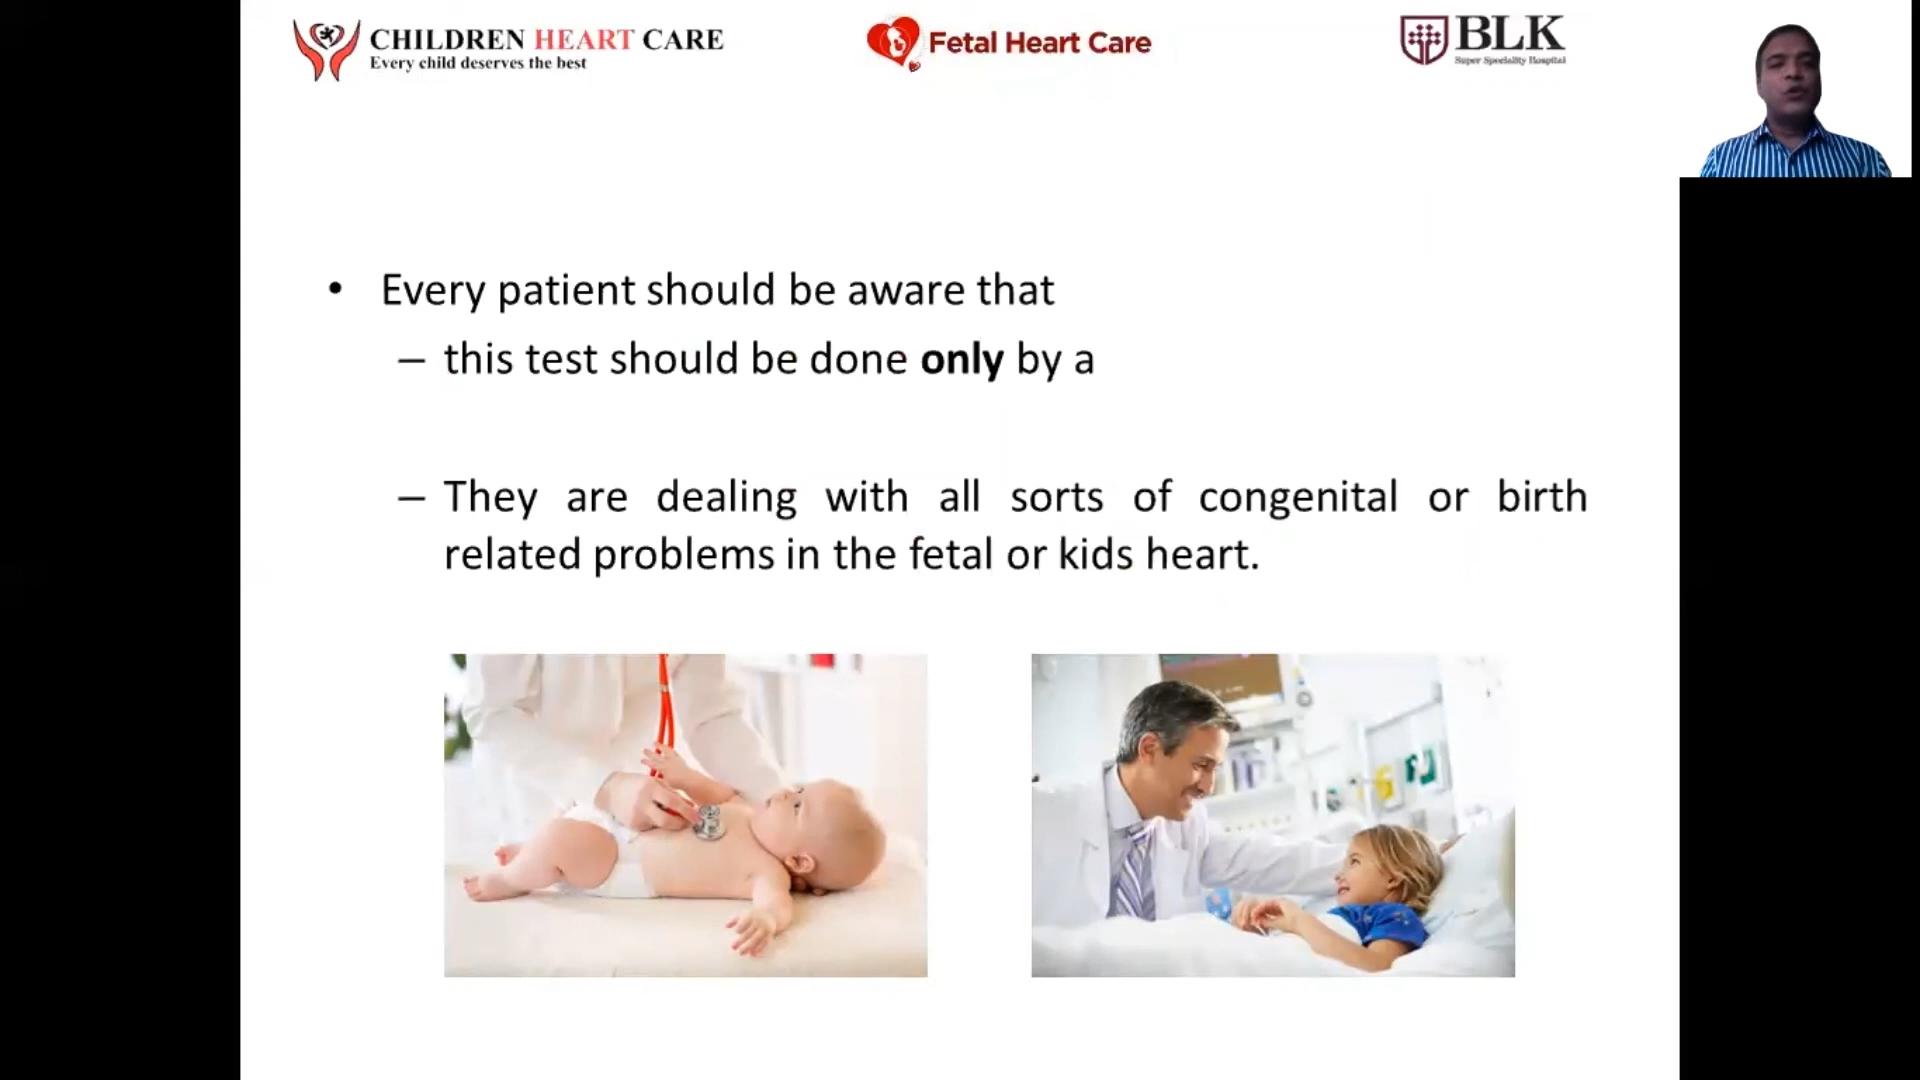 CHILDREN HEART CARE
Every child deserves the best
Fetal Heart Care
BLK
Super Speciality Hospital
• Every patient should be aware that
– this test should be done only by a
– They are dealing with all sorts of congenital or birth
related problems in the fetal or kids heart.